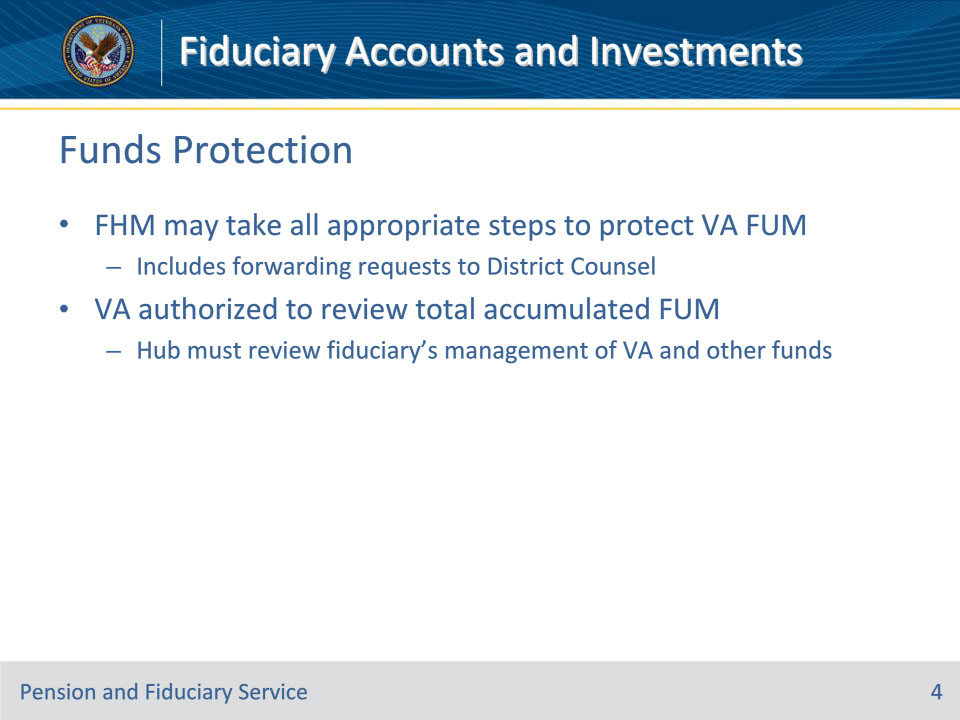 Fiduciary Accounts and Investments
Funds Protection
• FHM may take all appropriate steps to protect VA FUM
– Includes forwarding requests to District Counsel
• VA authorized to review total accumulated FUM
– Hub must review fiduciary’s management of VA and other funds
Pension and Fiduciary Service
4